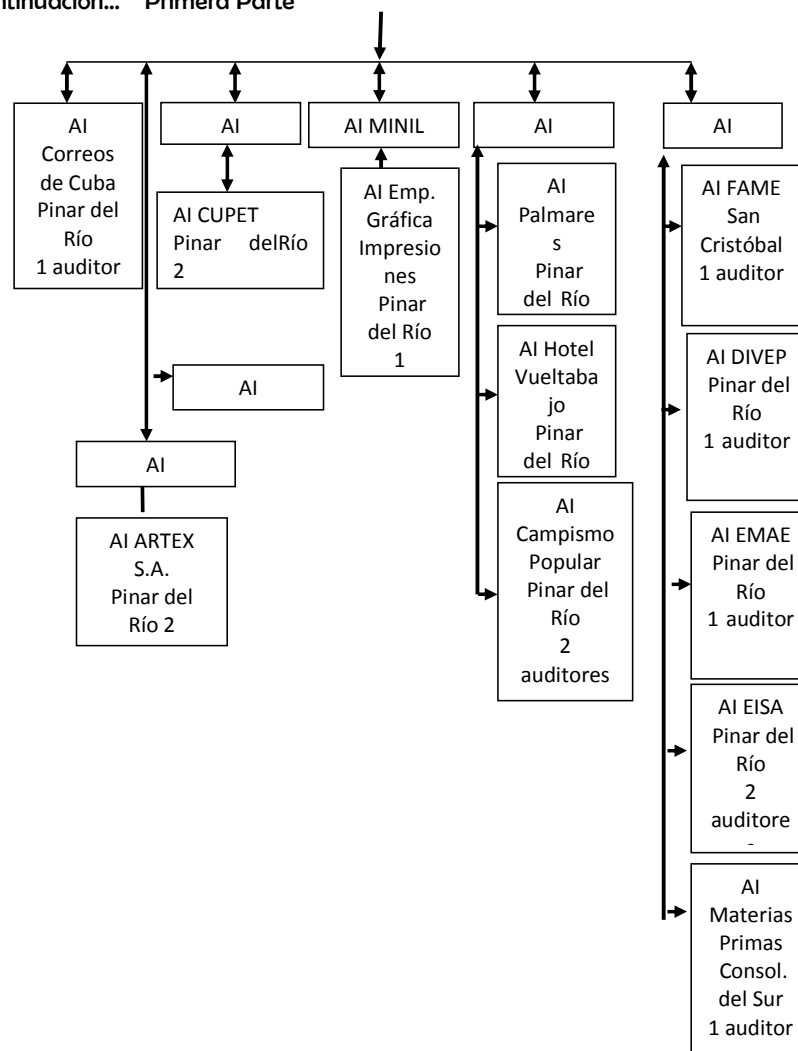 Primera Parte
AI
Correos
de Cuba
Pinar del
Río
1 auditor
AI
AI CUPET
Pinar delRío
2
AI
AI
AI ARTEX
S.A.
Pinar del
Río 2
AI MINIL
AI Emp.
Gráfica
Impresio
nes
Pinar
del Río
1
AI
AI
Palmare
s
Pinar
del Río
AI Hotel
Vueltaba
jo
Pinar
del Río
AI
Campismo
Popular
Pinar del
Río
2
auditores
AI
AI FAME
San
Cristóbal
1 auditor
AI DIVEP
Pinar del
Río
1 auditor
AI EMAE
Pinar del
Río
1 auditor
AI EISA
Pinar del
Río
2
auditore
AI
Materias
Primas
Consol.
del Sur
1 auditor